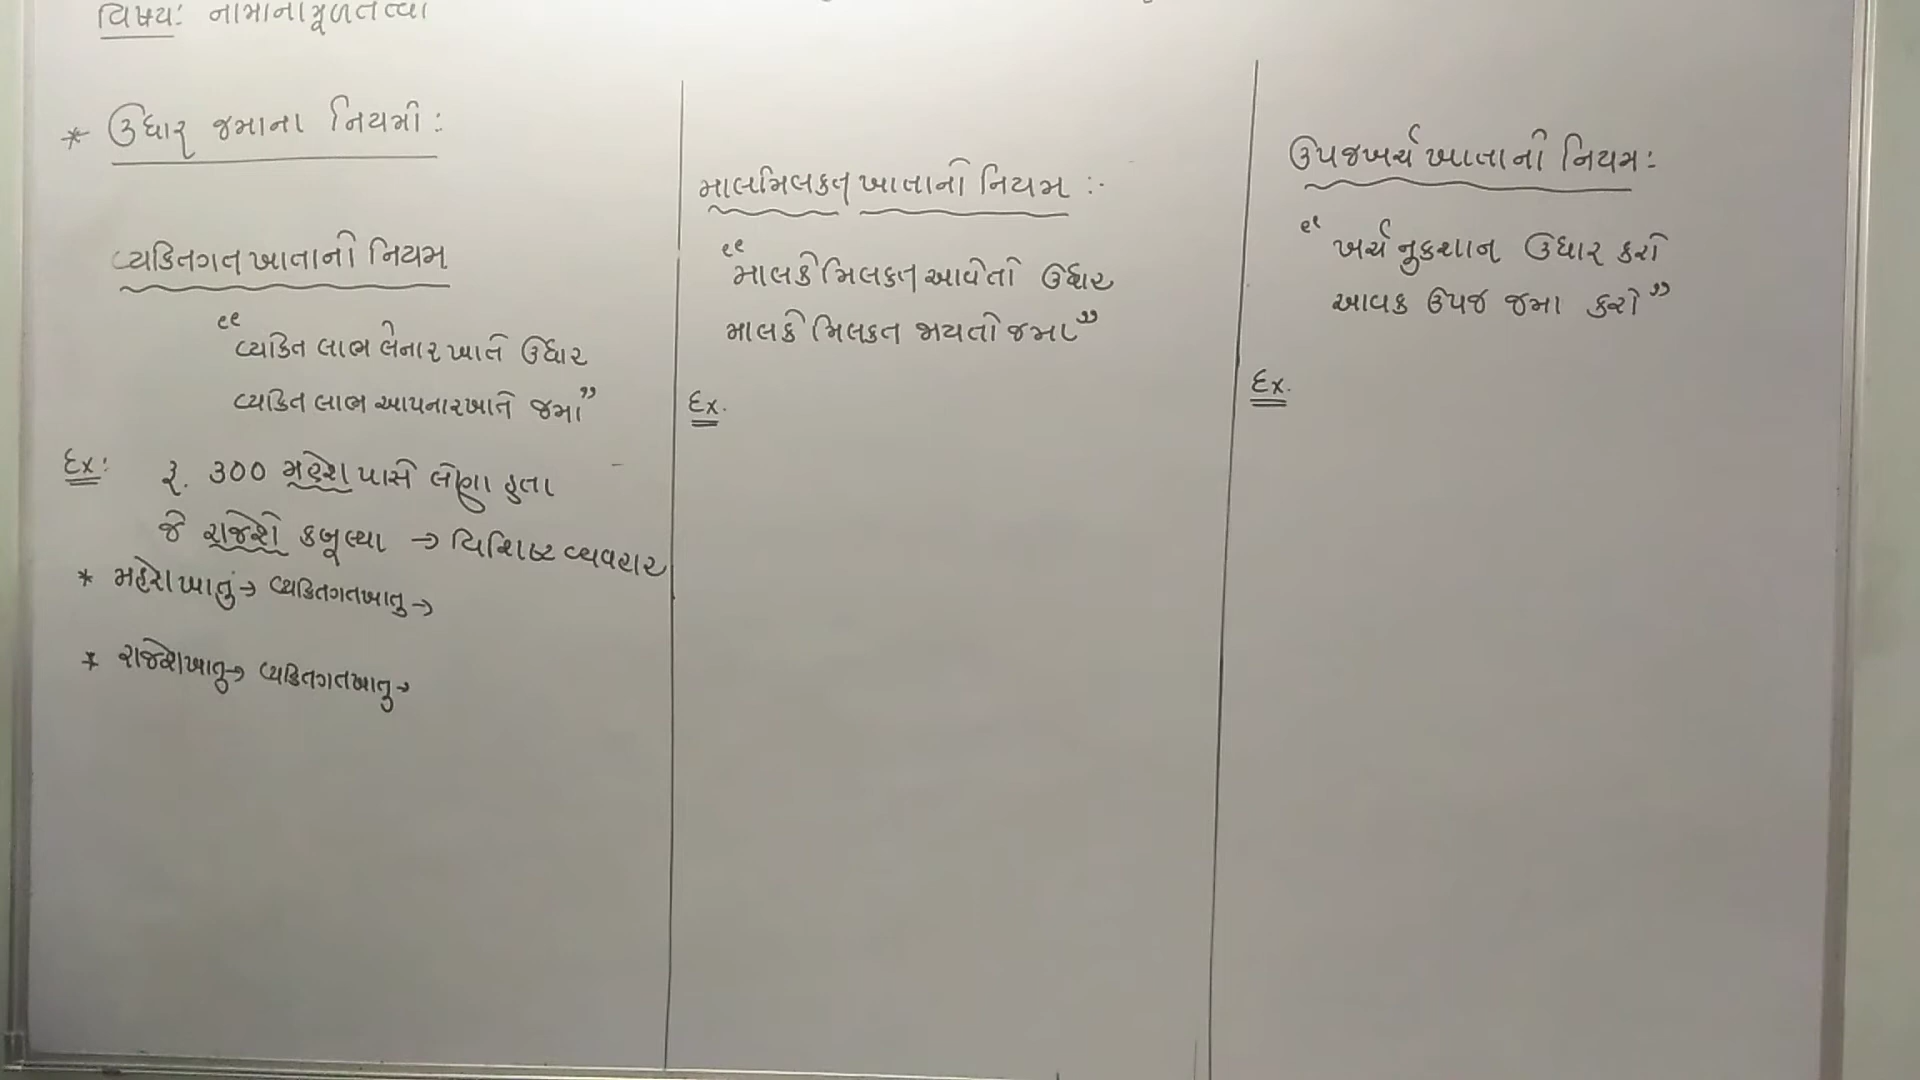 વિષય: નામાના મૂળતત્વો
* ઉધાર જમાના નિયમો :
વ્યકિતગત ખાતાનો નિયમ
“વ્યકિત લાભ લેનાર ખાતે ઉધાર
વ્યકિત લાભ આપનાર ખાતે જમા”
Ex: રૂ. 300 મહેશ પાસે લેણા હતા
જે રાજેશે કબૂલ્યા → વિશિષ્ટ વ્યવહાર
* મહેશ ખાતું → વ્યકિતગત ખાતુ →
* રાજેશ ખાતુ → વ્યકિતગત ખાતુ →
માલમિલકત ખાતાનો નિયમ :-
“માલ કે મિલકત આવે તો ઉધાર
માલ કે મિલકત જાય તો જમા”
Ex.
ઉપજખર્ચ ખાતાનો નિયમ:
“ખર્ચ નુકશાન ઉધાર કરો
આવક ઉપજ જમા કરો”
Ex.